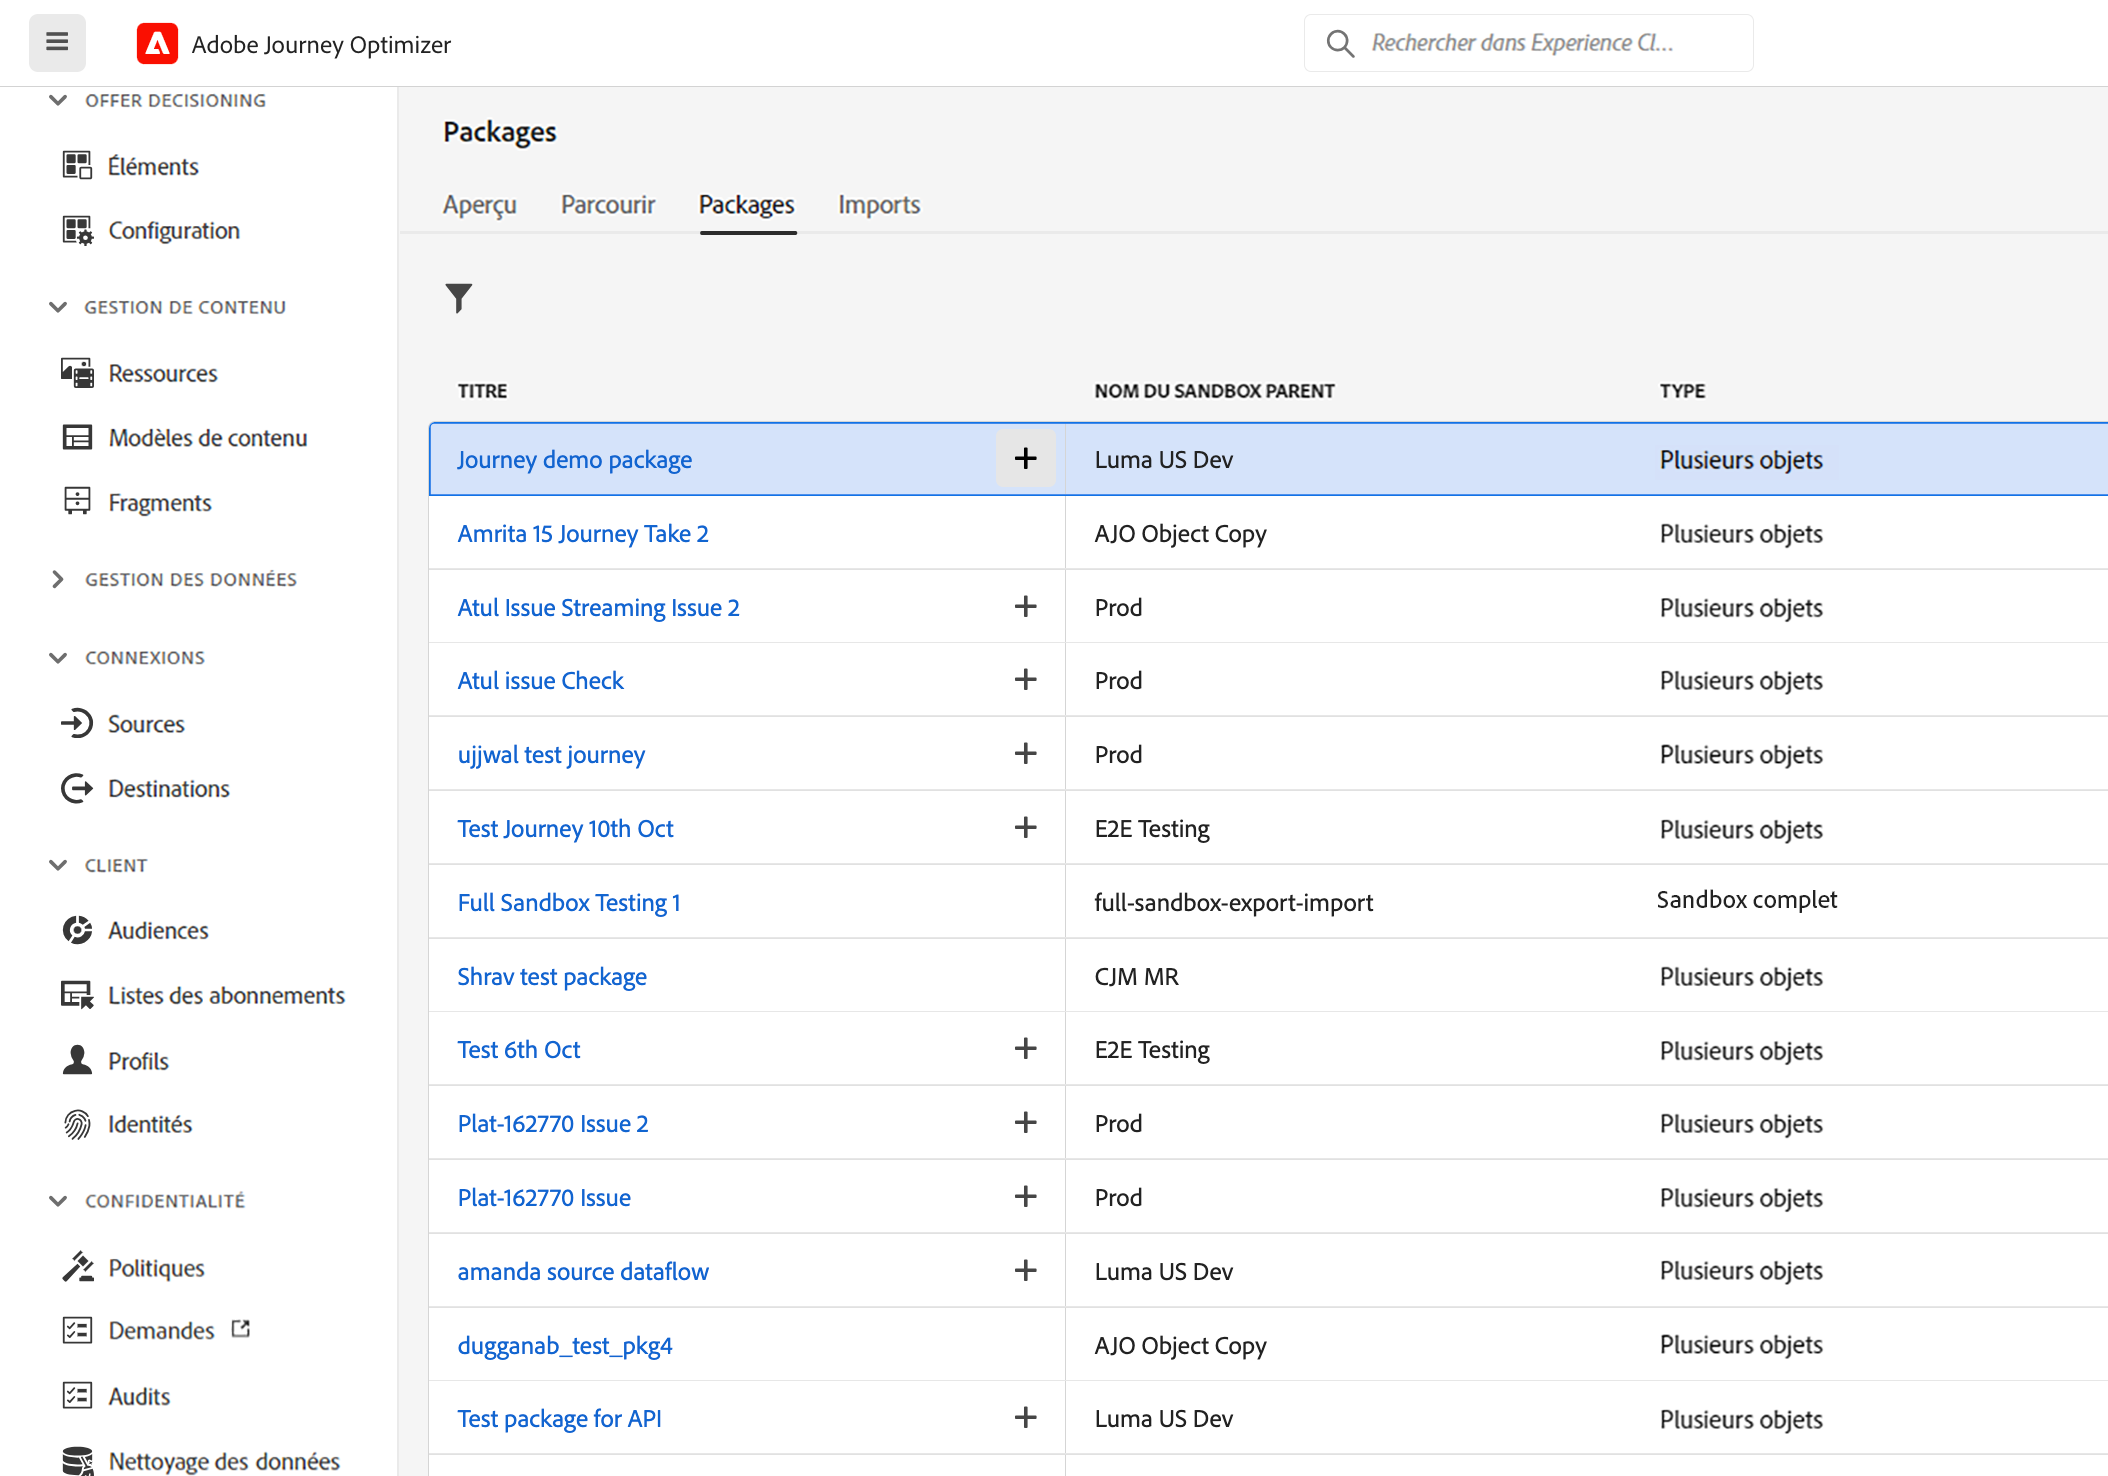 Adobe Journey Optimizer
Rechercher dans Experience Cl...
OFFER DECISIONING
Éléments
Configuration
GESTION DE CONTENU
Ressources
Modèles de contenu
Fragments
GESTION DES DONNÉES
CONNEXIONS
Sources
Destinations
CLIENT
Audiences
Listes des abonnements
Profils
Identités
CONFIDENTIALITÉ
Politiques
Demandes
Audits
Nettoyage des données
Packages
Aperçu Parcourir Packages Imports
TITRE NOM DU SANDBOX PARENT TYPE
Journey demo package + Luma US Dev Plusieurs objets
Amrita 15 Journey Take 2 AJO Object Copy Plusieurs objets
Atul Issue Streaming Issue 2 + Prod Plusieurs objets
Atul issue Check + Prod Plusieurs objets
ujjwal test journey + Prod Plusieurs objets
Test Journey 10th Oct + E2E Testing Plusieurs objets
Full Sandbox Testing 1 full-sandbox-export-import Sandbox complet
Shrav test package CJM MR Plusieurs objets
Test 6th Oct + E2E Testing Plusieurs objets
Plat-162770 Issue 2 + Prod Plusieurs objets
Plat-162770 Issue + Prod Plusieurs objets
amanda source dataflow + Luma US Dev Plusieurs objets
dugganab_test_pkg4 AJO Object Copy Plusieurs objets
Test package for API + Luma US Dev Plusieurs objets